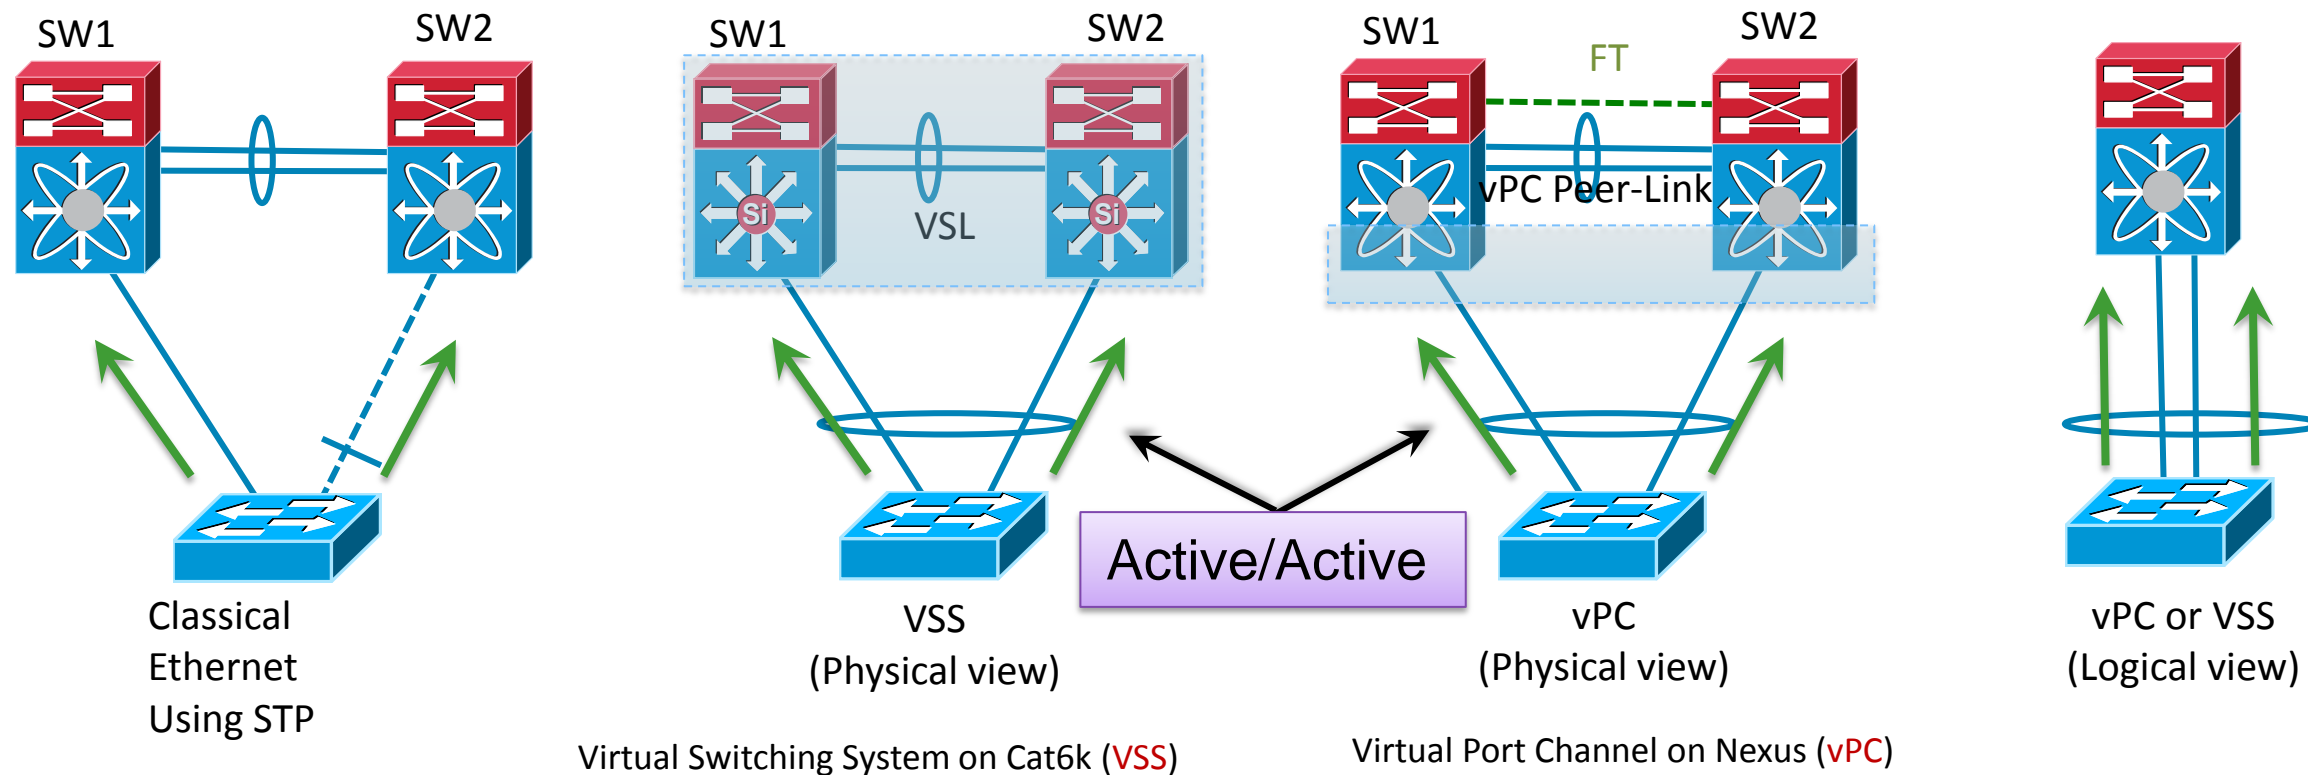 SW1
SW2
Classical
Ethernet
Using STP
SW1
SW2
VSL
Si
Si
VSS
(Physical view)
Virtual Switching System on Cat6k (VSS)
Active/Active
SW1
SW2
FT
vPC Peer-Link
vPC
(Physical view)
Virtual Port Channel on Nexus (vPC)
vPC or VSS
(Logical view)